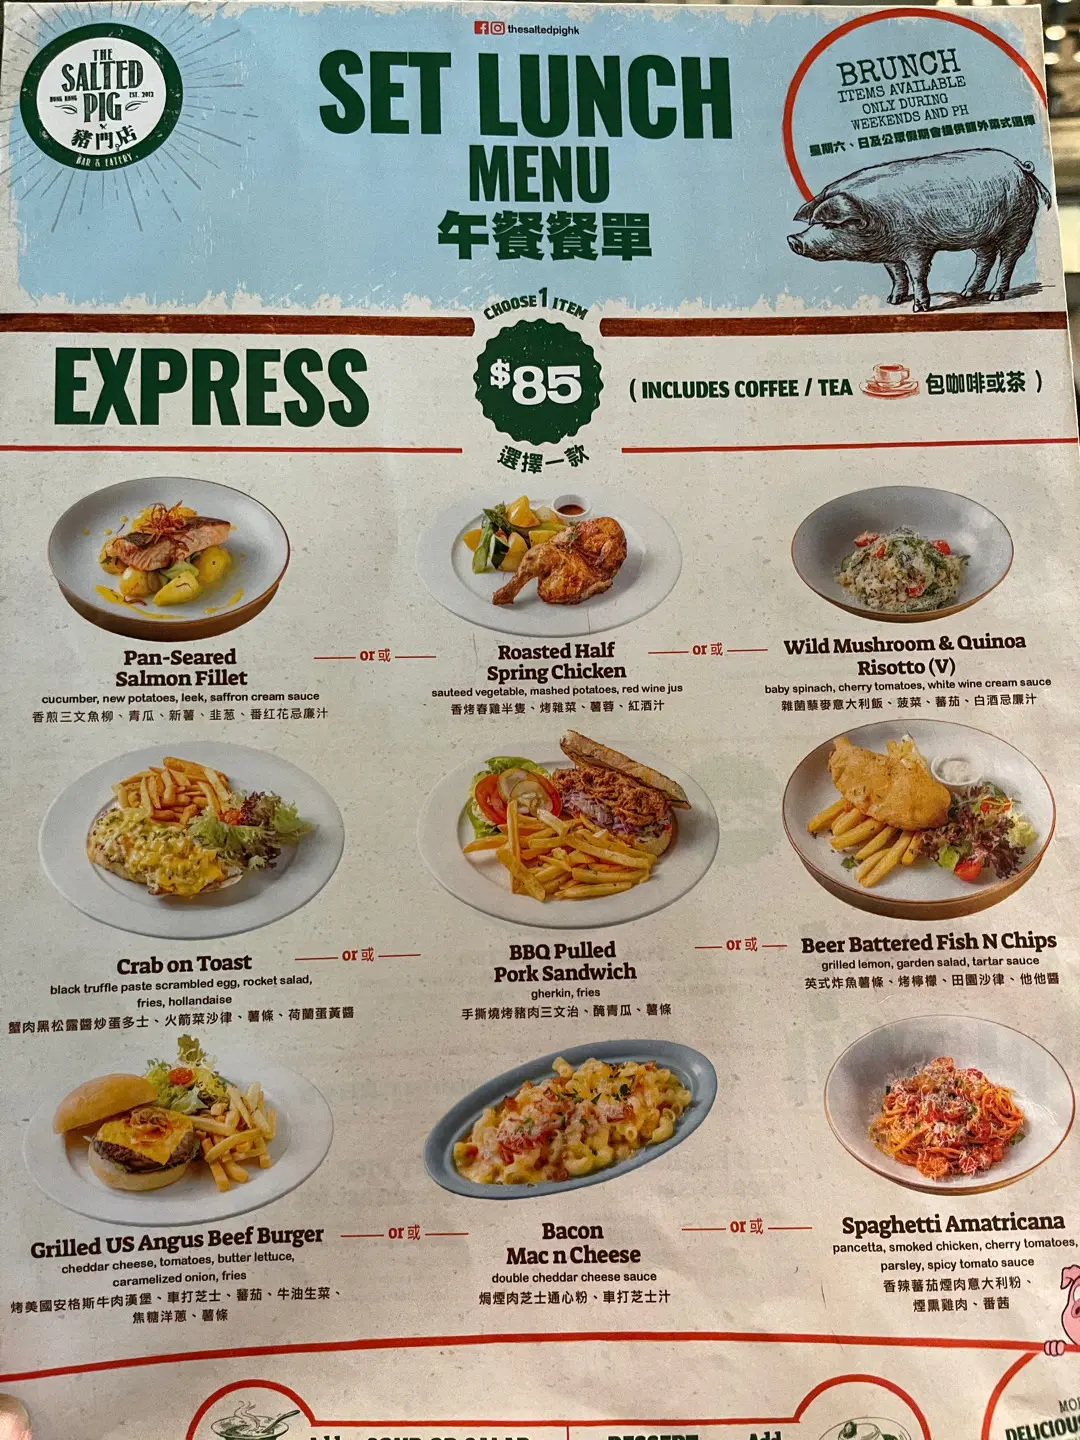 thesaltedpighk
THE
SALTED
PIG
HONG KONG
EST. 2012
豬門店
BAR & EATERY
SET LUNCH
MENU
午餐餐單
BRUNCH
ITEMS AVAILABLE
ONLY DURING
WEEKENDS AND PH
星期六、日及公眾假期會提供額外菜式選擇
CHOOSE 1 ITEM
EXPRESS
$85
( INCLUDES COFFEE / TEA 包咖啡或茶 )
選擇一款
Pan-Seared
Salmon Fillet
cucumber, new potatoes, leek, saffron cream sauce
香煎三文魚柳、青瓜、新薯、韭葱、番红花忌廉汁
or 或
Roasted Half
Spring Chicken
sauteed vegetable, mashed potatoes, red wine jus
香烤春雞半隻、烤雜菜、薯蓉、紅酒汁
or 或
Wild Mushroom & Quinoa
Risotto (V)
baby spinach, cherry tomatoes, white wine cream sauce
雜菌藜麥意大利飯、菠菜、蕃茄、白酒忌廉汁
Crab on Toast
black truffle paste scrambled egg, rocket salad,
fries, hollandaise
蟹肉黑松露醬炒蛋多士、火箭菜沙律、薯條、荷蘭蛋黃醬
or 或
BBQ Pulled
Pork Sandwich
gherkin, fries
手撕燒烤豬肉三文治、醃青瓜、薯條
or 或
Beer Battered Fish N Chips
grilled lemon, garden salad, tartar sauce
英式炸魚薯條、烤檸檬、田園沙律、他他醬
Grilled US Angus Beef Burger
cheddar cheese, tomatoes, butter lettuce,
caramelized onion, fries
烤美國安格斯牛肉漢堡、車打芝士、蕃茄、牛油生菜、
焦糖洋蔥、薯條
or 或
Bacon
Mac n Cheese
double cheddar cheese sauce
焗煙肉芝士通心粉、車打芝士汁
or 或
Spaghetti Amatricana
pancetta, smoked chicken, cherry tomatoes,
parsley, spicy tomato sauce
香辣蕃茄煙肉意大利粉、
煙熏雞肉、番茜
Add
DELICIOUS